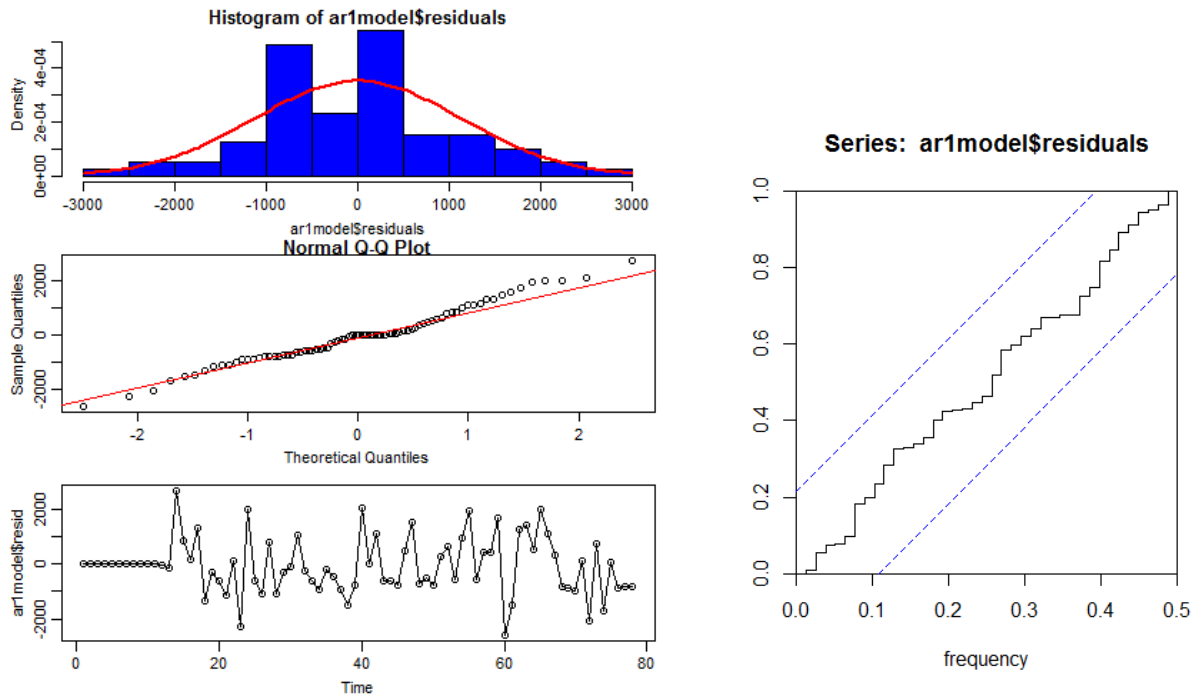 Histogram of ar1model$residuals
Density
0e+00 2e-04 4e-04
-3000 -2000 -1000 0 1000 2000 3000
ar1model$residuals
Normal Q-Q Plot
Sample Quantiles
-2000 0 2000
-2 -1 0 1 2
Theoretical Quantiles
ar1model$resid
-2000 0 2000
0 20 40 60 80
Time
Series: ar1model$residuals
0.0 0.2 0.4 0.6 0.8 1.0
0.0 0.1 0.2 0.3 0.4 0.5
frequency